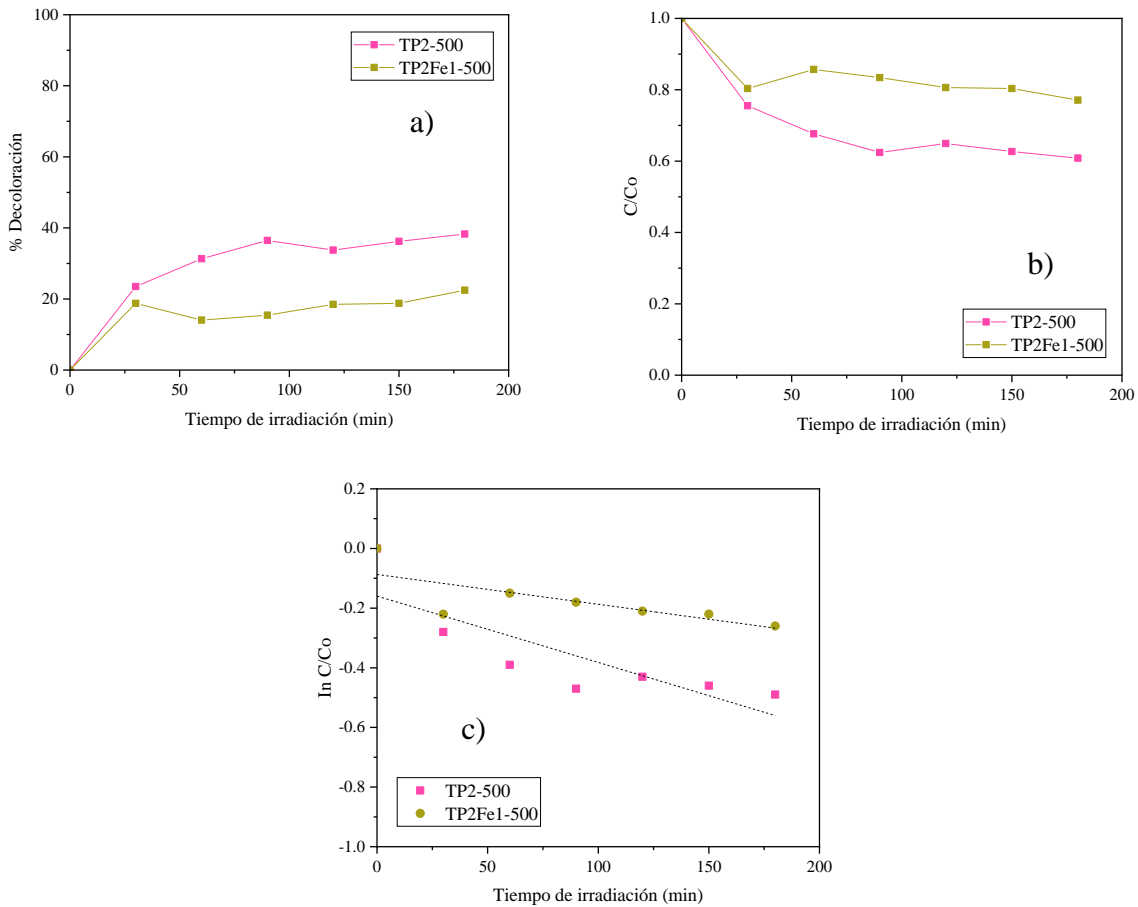 100
80
60
40
20
0
% Decoloración
TP2-500
TP2Fe1-500
a)
0
50
100
150
200
Tiempo de irradiación (min)
1.0
0.8
0.6
0.4
0.2
0.0
C/Co
b)
TP2-500
TP2Fe1-500
0
50
100
150
200
Tiempo de irradiación (min)
0.2
0.0
-0.2
-0.4
-0.6
-0.8
-1.0
In C/Co
c)
TP2-500
TP2Fe1-500
0
50
100
150
200
Tiempo de irradiación (min)